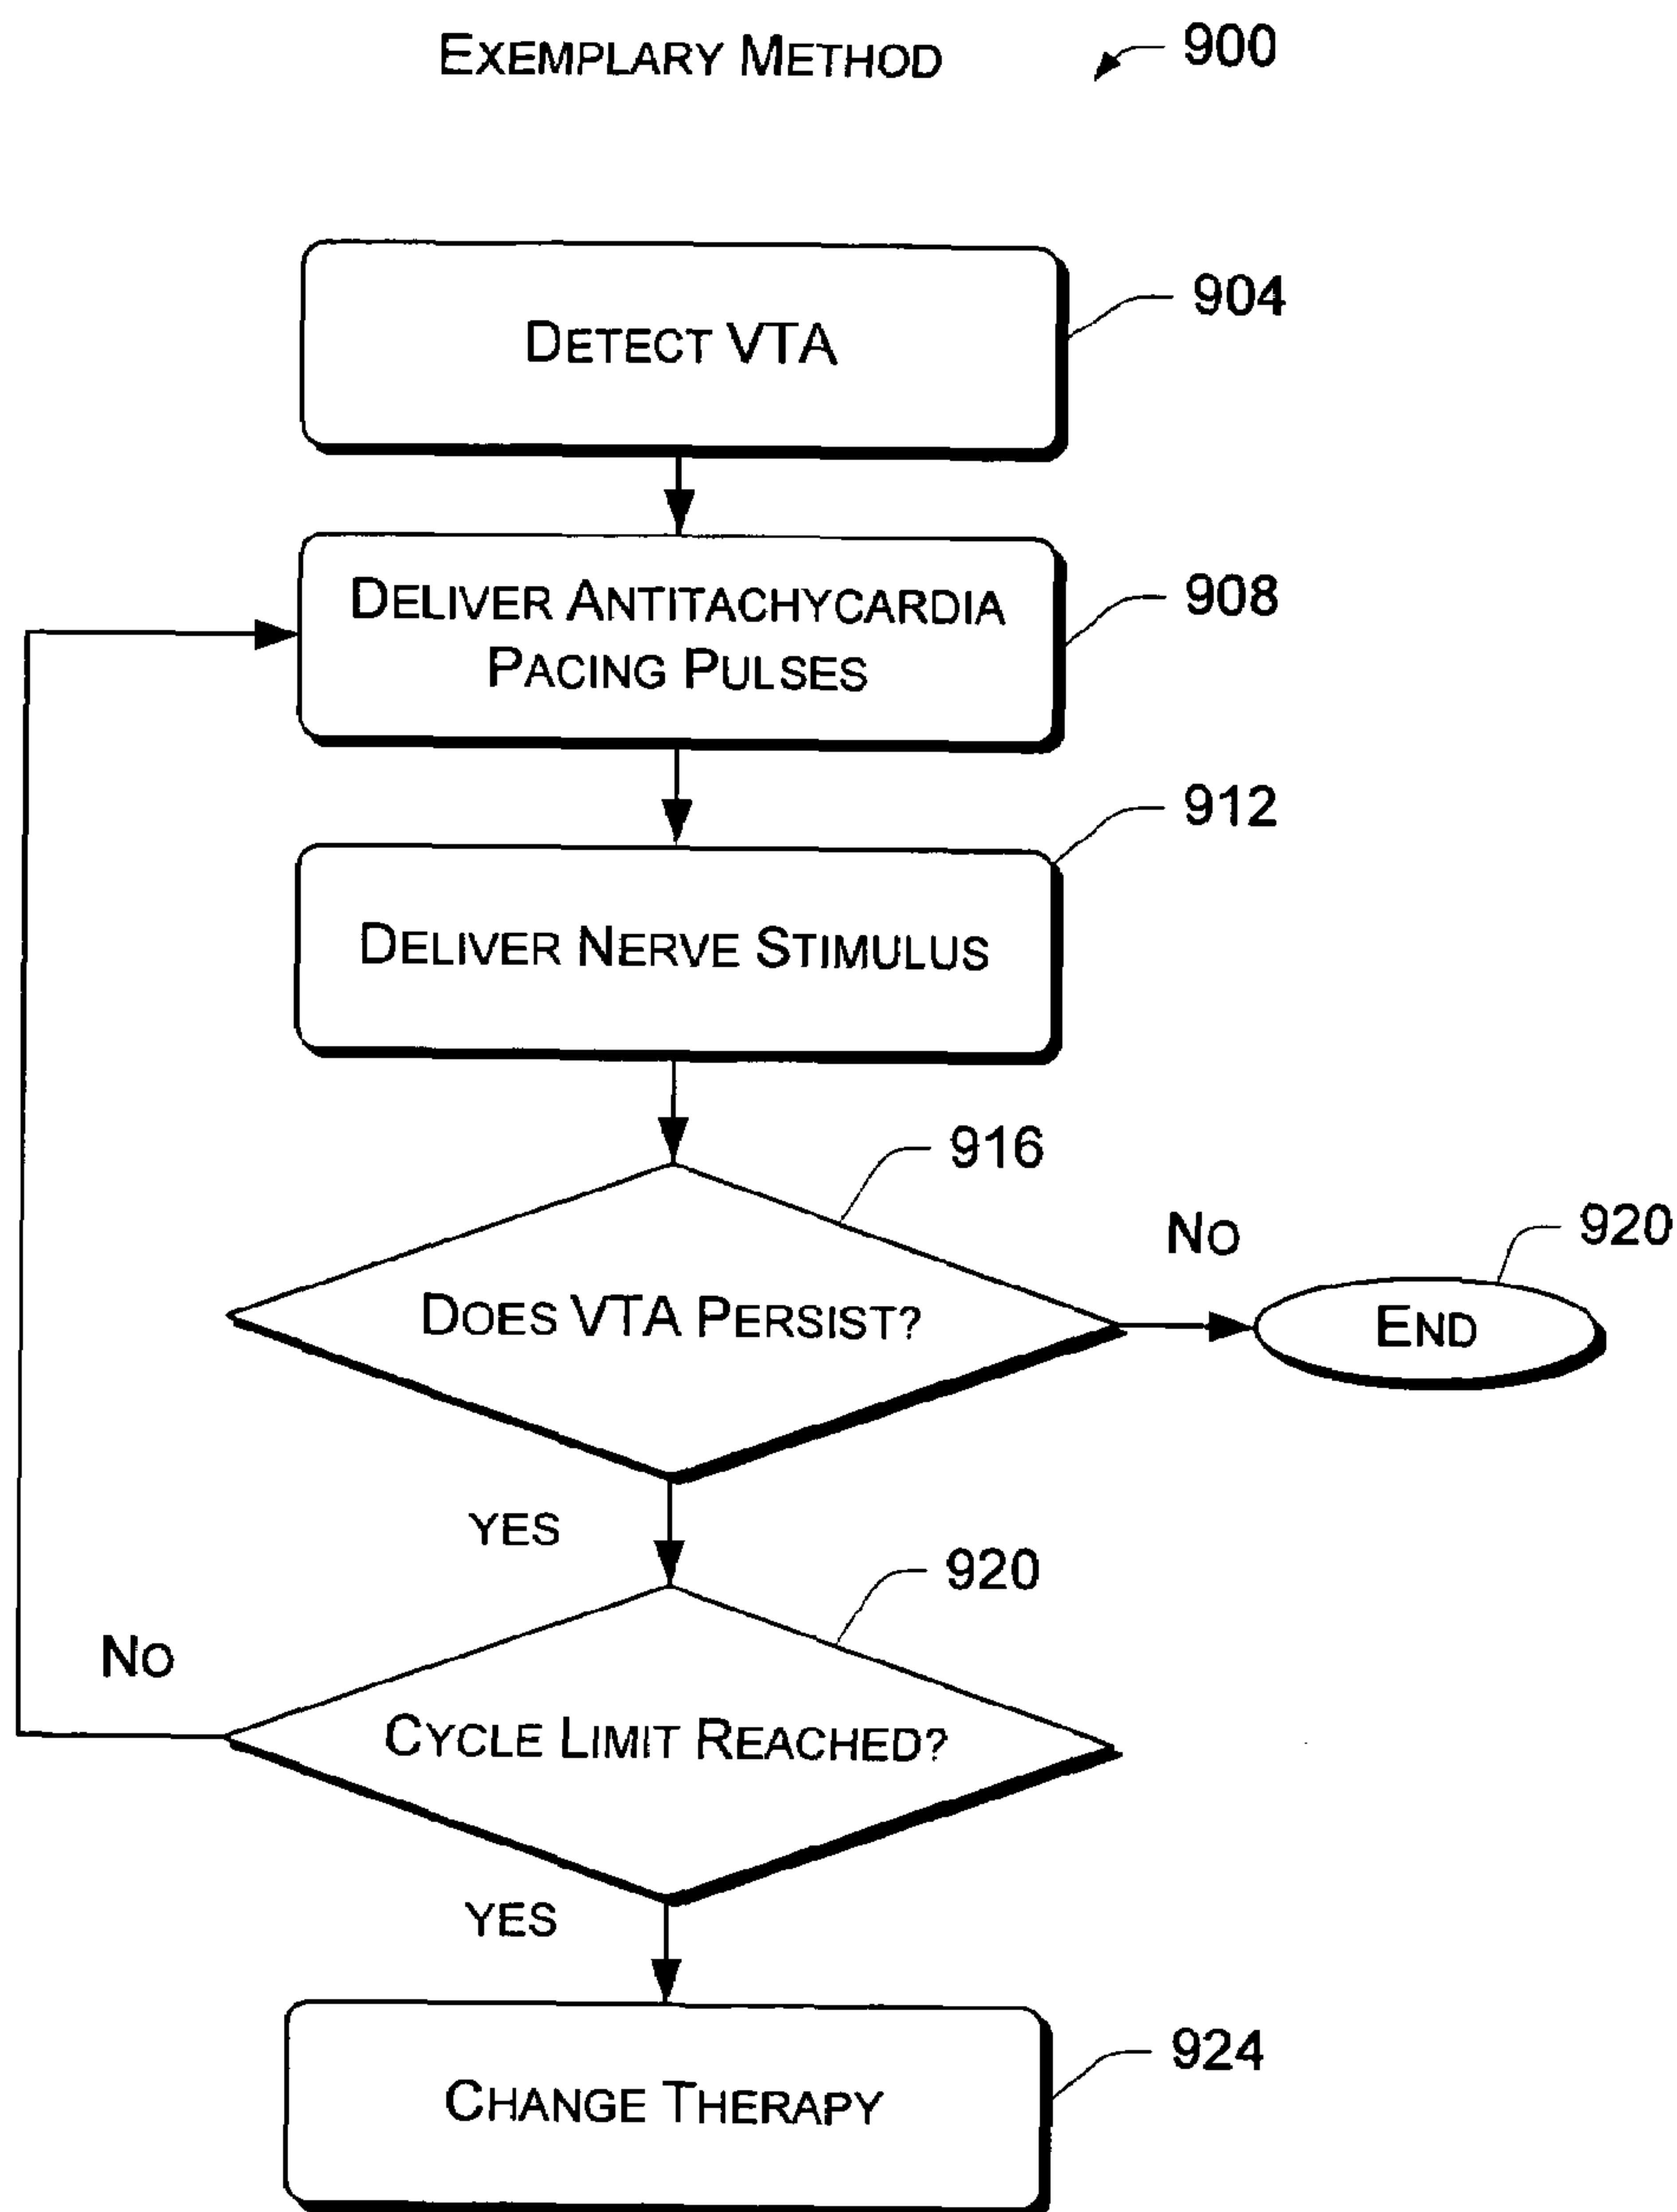 EXEMPLARY METHOD
900
DETECT VTA
904
DELIVER ANTITACHYCARDIA
PACING PULSES
908
912
DELIVER NERVE STIMULUS
916
NO
920
DOES VTA PERSIST?
END
YES
920
NO
CYCLE LIMIT REACHED?
YES
924
CHANGE THERAPY